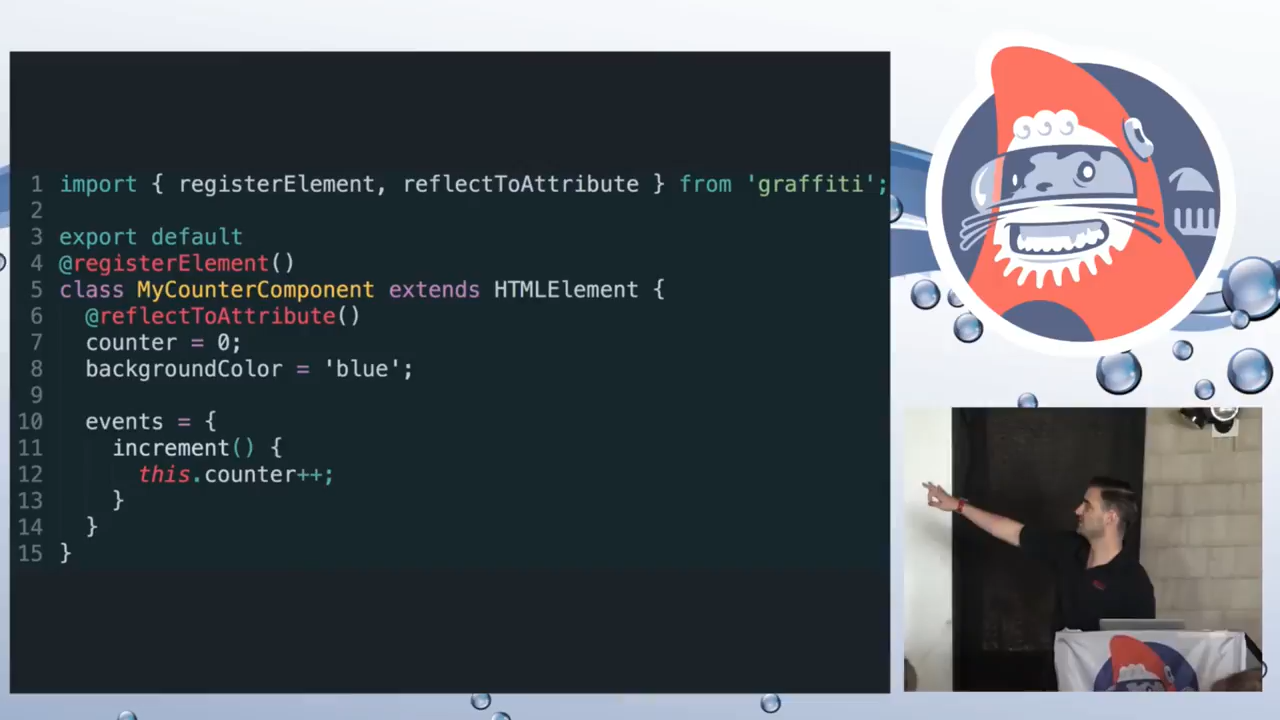 1 import { registerElement, reflectToAttribute } from 'graffiti';
2
3 export default
4 @registerElement()
5 class MyCounterComponent extends HTMLElement {
6   @reflectToAttribute()
7   counter = 0;
8   backgroundColor = 'blue';
9
10   events = {
11     increment() {
12       this.counter++;
13     }
14   }
15 }